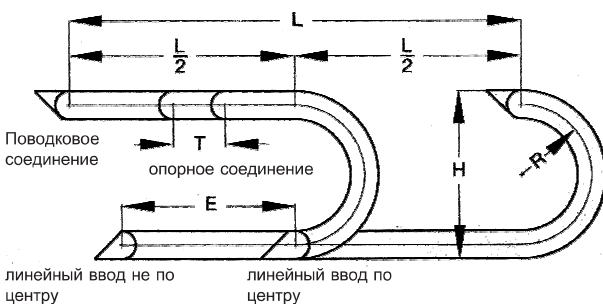 L
L
2
L
2
Поводковое
соединение
T
опорное соединение
H
R
E
линейный ввод не по
центру
линейный ввод по
центру